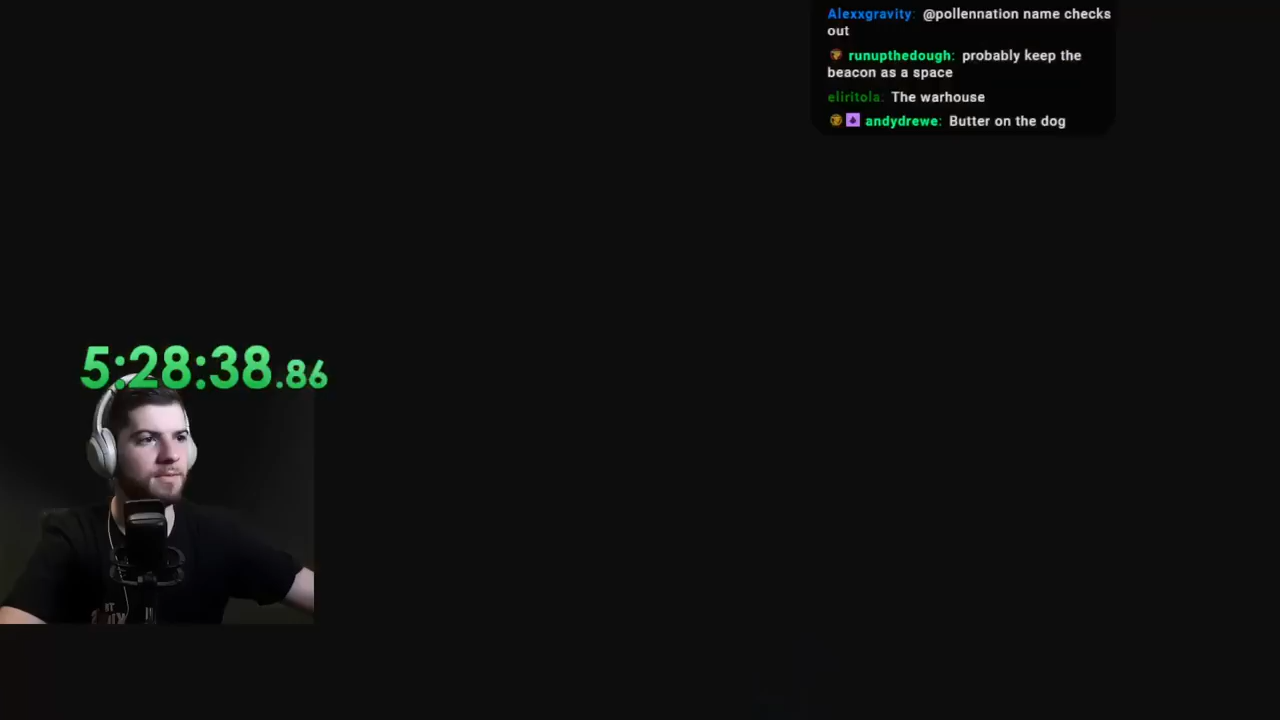 Alexxgravity: @pollennation name checks
out
runupthedough: probably keep the
beacon as a space
eliritola: The warhouse
andydrewe: Butter on the dog
5:28:38.86